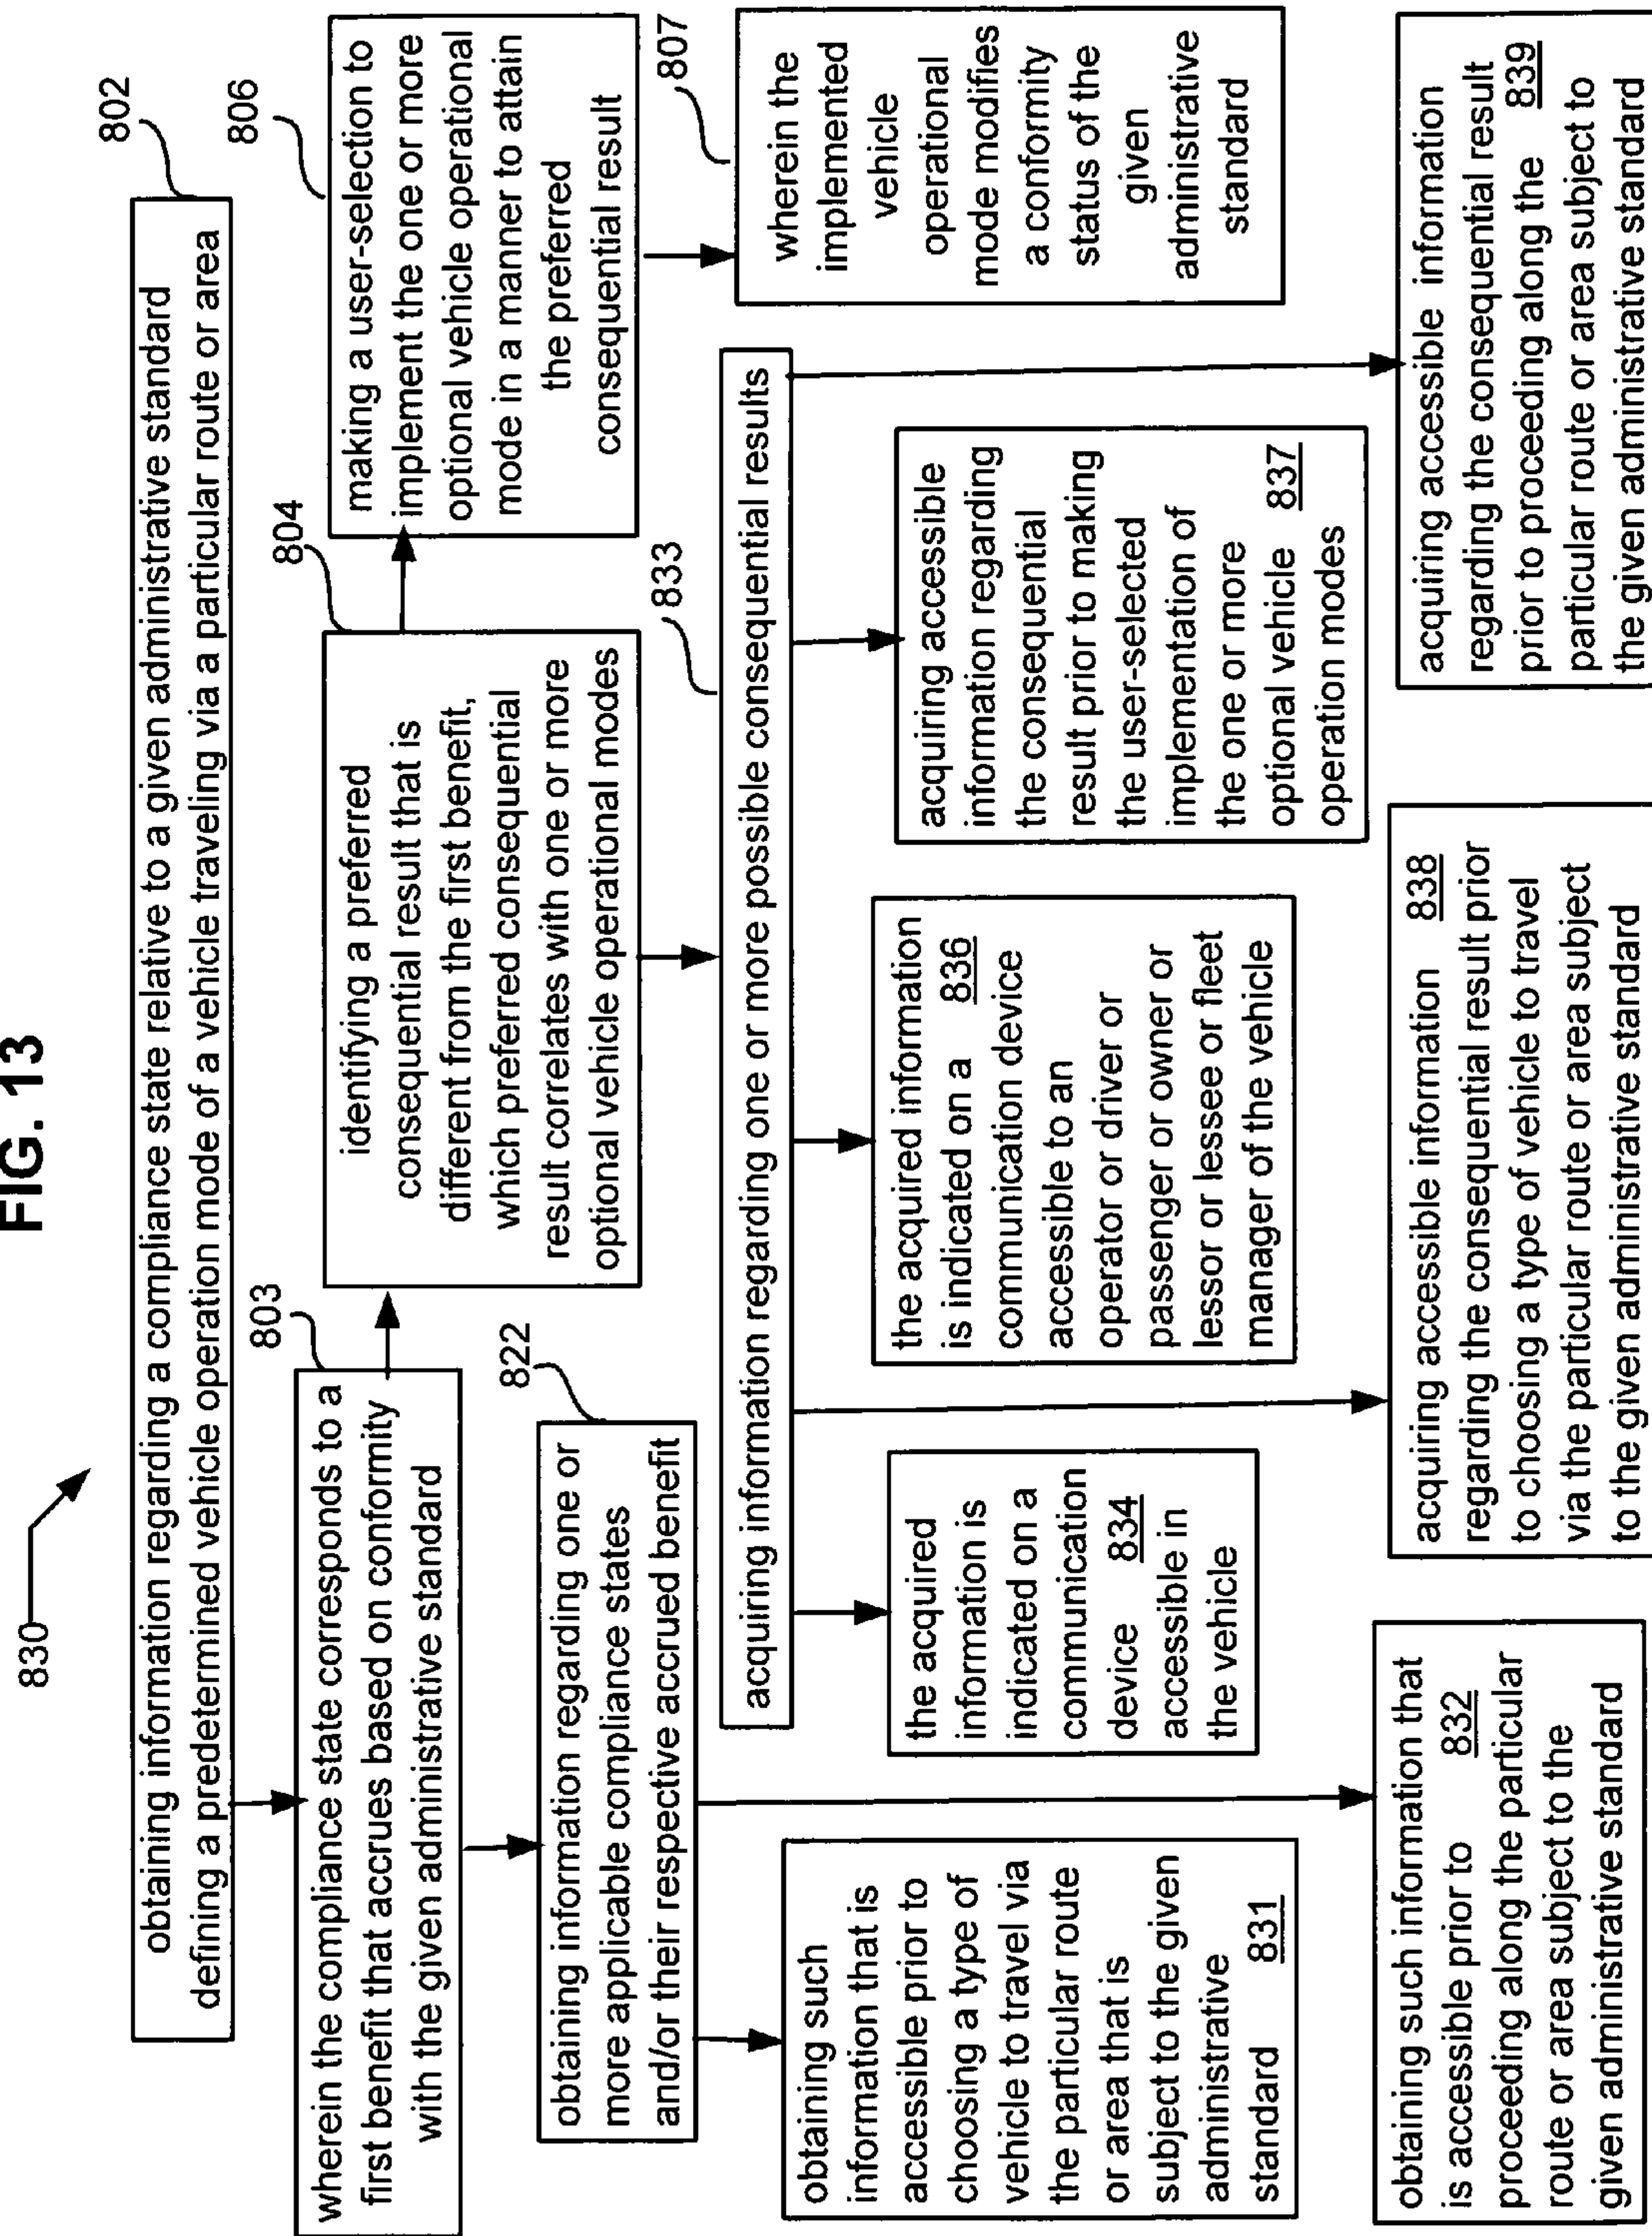 FIG. 13
830
802
obtaining information regarding a compliance state relative to a given administrative standard
defining a predetermined vehicle operation mode of a vehicle traveling via a particular route or area
803
wherein the compliance state corresponds to a
first benefit that accrues based on conformity
with the given administrative standard
804
identifying a preferred
consequential result that is
different from the first benefit,
which preferred consequential
result correlates with one or more
optional vehicle operational modes
806
making a user-selection to
implement the one or more
optional vehicle operational
mode in a manner to attain
the preferred
consequential result
822
obtaining information regarding one or
more applicable compliance states
and/or their respective accrued benefit
833
acquiring information regarding one or more possible consequential results
807
wherein the
implemented
vehicle
operational
mode modifies
a conformity
status of the
given
administrative
standard
obtaining such
information that is
accessible prior to
choosing a type of
vehicle to travel via
the particular route
or area that is
subject to the given
administrative
standard 831
the acquired
information is
indicated on a
communication
device 834
accessible in
the vehicle
the acquired information
is indicated on a 836
communication device
accessible to an
operator or driver or
passenger or owner or
lessor or lessee or fleet
manager of the vehicle
acquiring accessible
information regarding
the consequential
result prior to making
the user-selected
implementation of
the one or more
optional vehicle 837
operation modes
obtaining such information that
is accessible prior to 832
proceeding along the particular
route or area subject to the
given administrative standard
acquiring accessible information 838
regarding the consequential result prior
to choosing a type of vehicle to travel
via the particular route or area subject
to the given administrative standard
acquiring accessible information
regarding the consequential result
prior to proceeding along the 839
particular route or area subject to
the given administrative standard